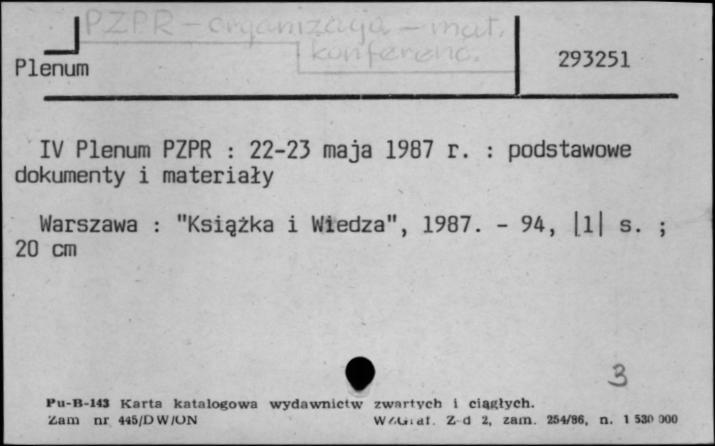 PZPR - organizacja - mat.
konferenc.
Plenum
293251
IV Plenum PZPR : 22-23 maja 1987 r. : podstawowe
dokumenty i materiały
Warszawa : "Książka i Wiedza", 1987. - 94, |1| s. ;
20 cm
3
Pu-B-143 Karta katalogowa wydawnictw zwartych i ciągłych.
Zam nr 445/DW/ON
WZGraf. Z-d 2, zam. 254/86, n. 1 530 000